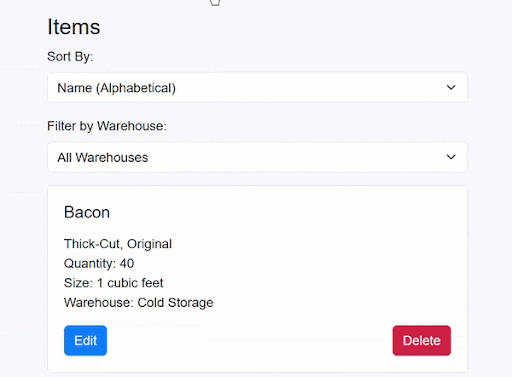 Items
Sort By:
Name (Alphabetical)
Filter by Warehouse:
All Warehouses
Bacon
Thick-Cut, Original
Quantity: 40
Size: 1 cubic feet
Warehouse: Cold Storage
Edit Delete